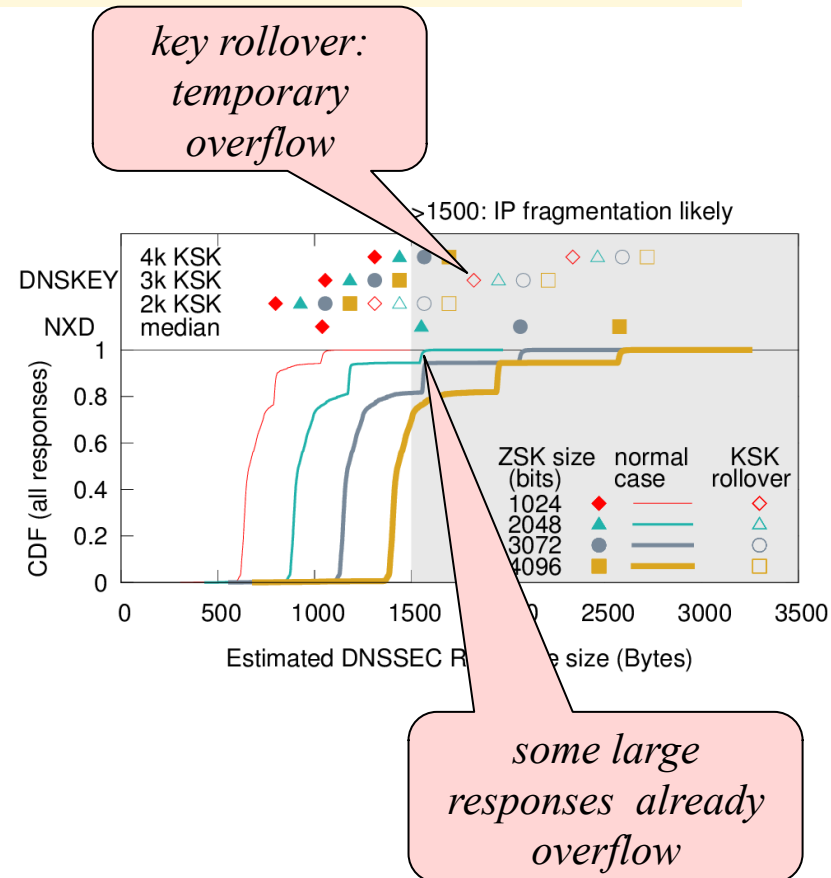 key rollover:
temporary
overflow
>1500: IP fragmentation likely
4k KSK
DNSKEY 3k KSK
2k KSK
NXD median
CDF (all responses)
1
0.8
0.6
0.4
0.2
0
ZSK size normal KSK
(bits) case rollover
1024
2048
3072
4096
0 500 1000 1500 2500 3000 3500
Estimated DNSSEC size (Bytes)
some large
responses already
overflow